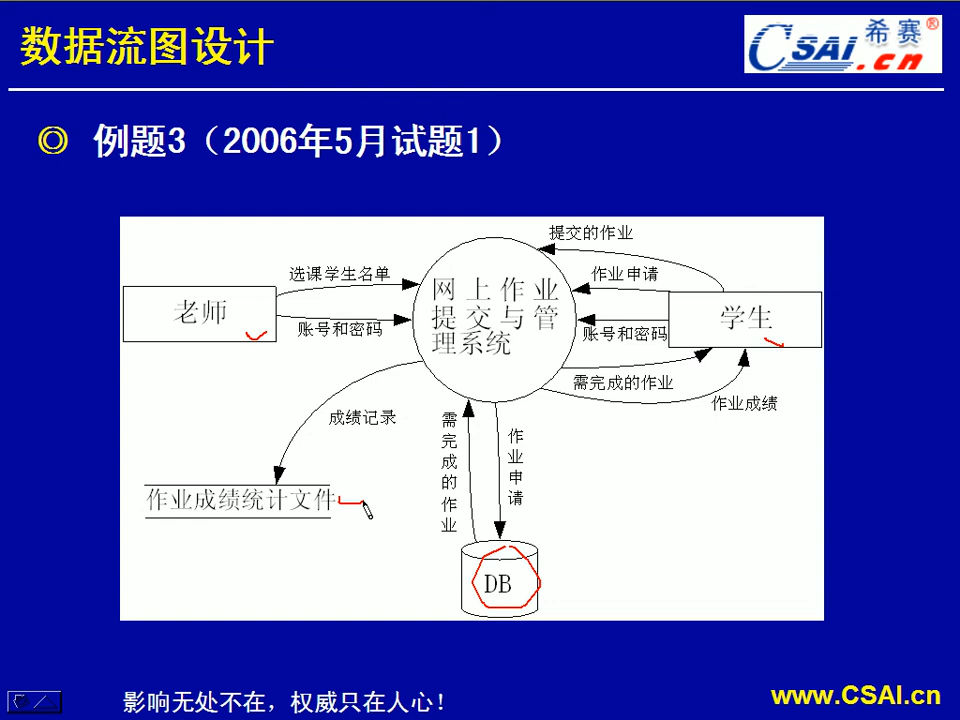 数据流图设计
CSAI 希赛®
.cn
◎ 例题3（2006年5月试题1）
提交的作业
选课学生名单
作业申请
老师
网上作业
提交与管
理系统
学生
账号和密码
账号和密码
需完成的作业
作业成绩
成绩记录
需完成的作业
作业申请
作业成绩统计文件
DB
影响无处不在，权威只在人心！
www.CSAI.cn